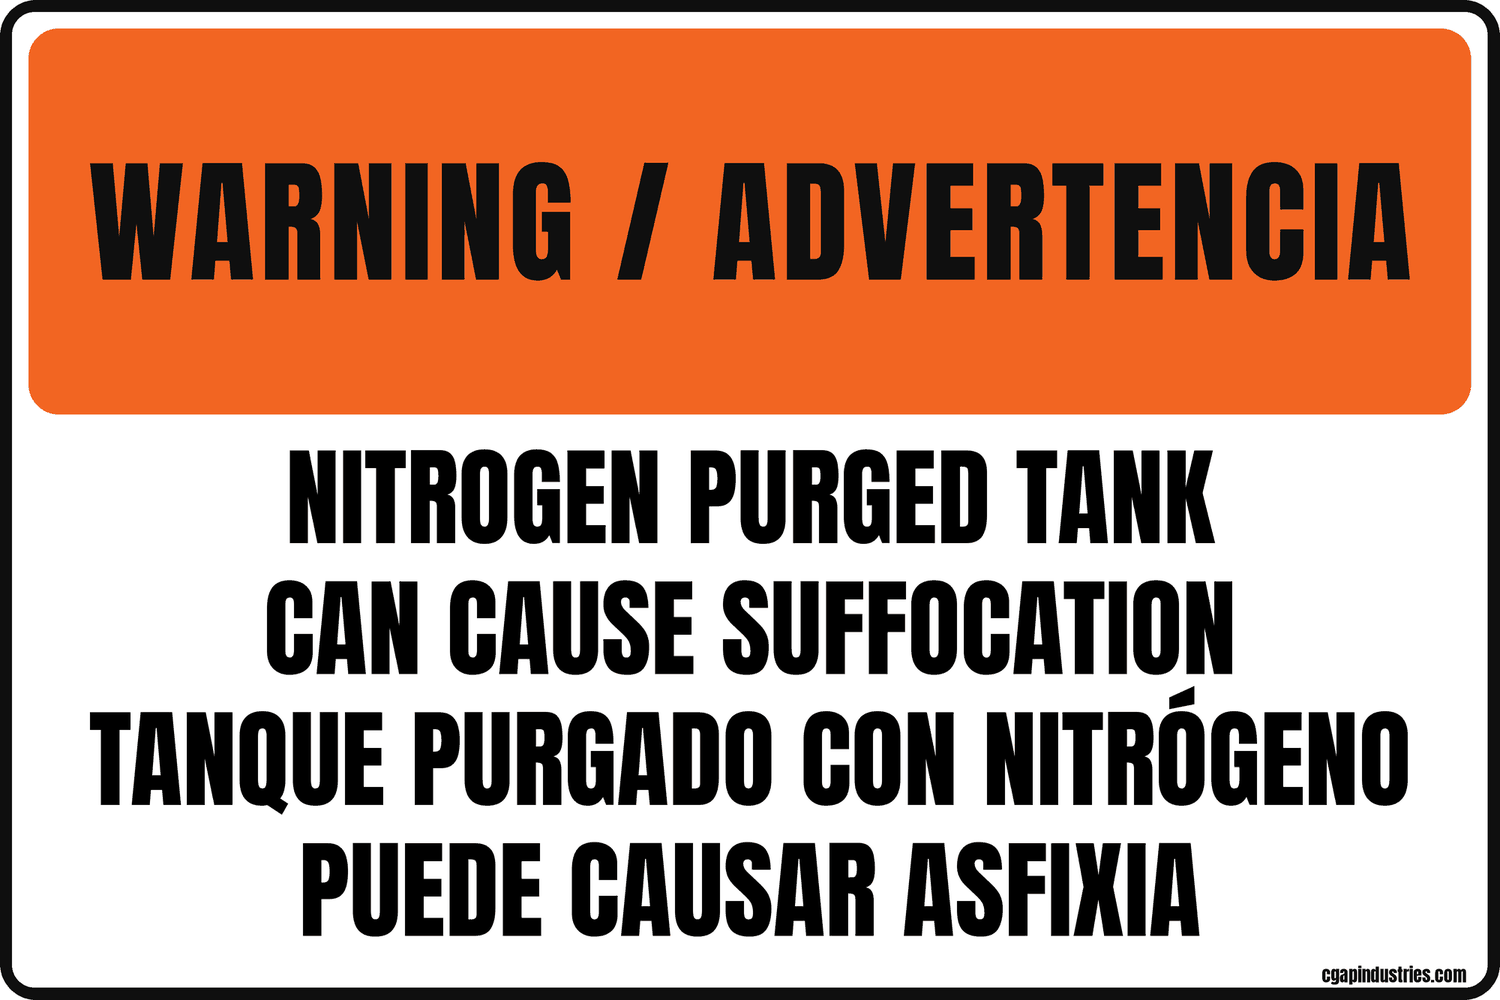 WARNING / ADVERTENCIA
NITROGEN PURGED TANK
CAN CAUSE SUFFOCATION
TANQUE PURGADO CON NITRÓGENO
PUEDE CAUSAR ASFIXIA
cgapindustries.com